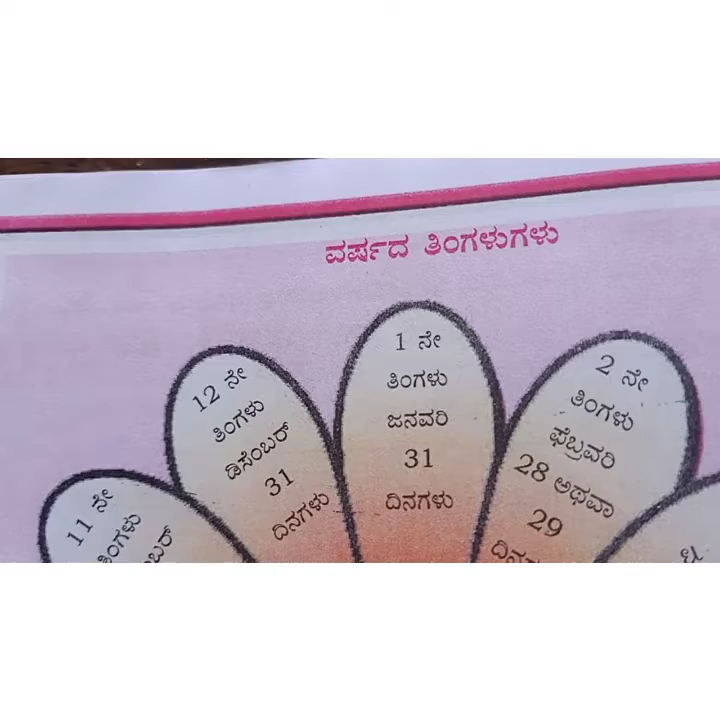 ವರ್ಷದ ತಿಂಗಳುಗಳು
1 ನೇ
ತಿಂಗಳು
ಜನವರಿ
31
ದಿನಗಳು
2 ನೇ
ತಿಂಗಳು
ಫೆಬ್ರವರಿ
28 ಅಥವಾ
29
12 ನೇ
ತಿಂಗಳು
ಡಿಸೆಂಬರ್
31
ದಿನಗಳು
11 ನೇ
ತಿಂಗಳು